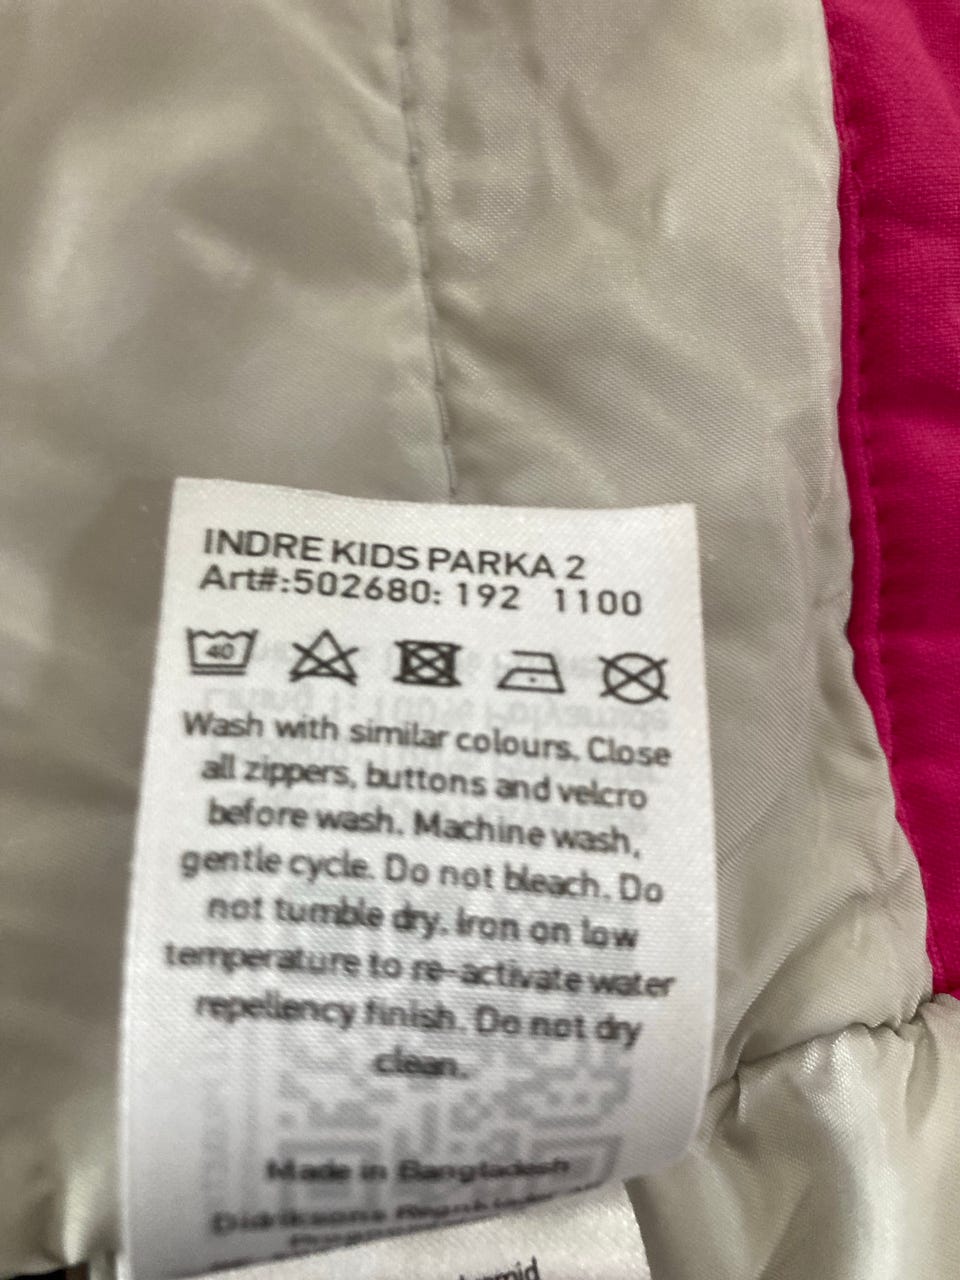 INDRE KIDS PARKA 2
Art#:502680: 192 1100
40
Wash with similar colours. Close
all zippers, buttons and velcro
before wash. Machine wash,
gentle cycle. Do not bleach. Do
not tumble dry. Iron on low
temperature to re-activate water
repellency finish. Do not dry
clean.
Made in Bangladesh
Didriksons